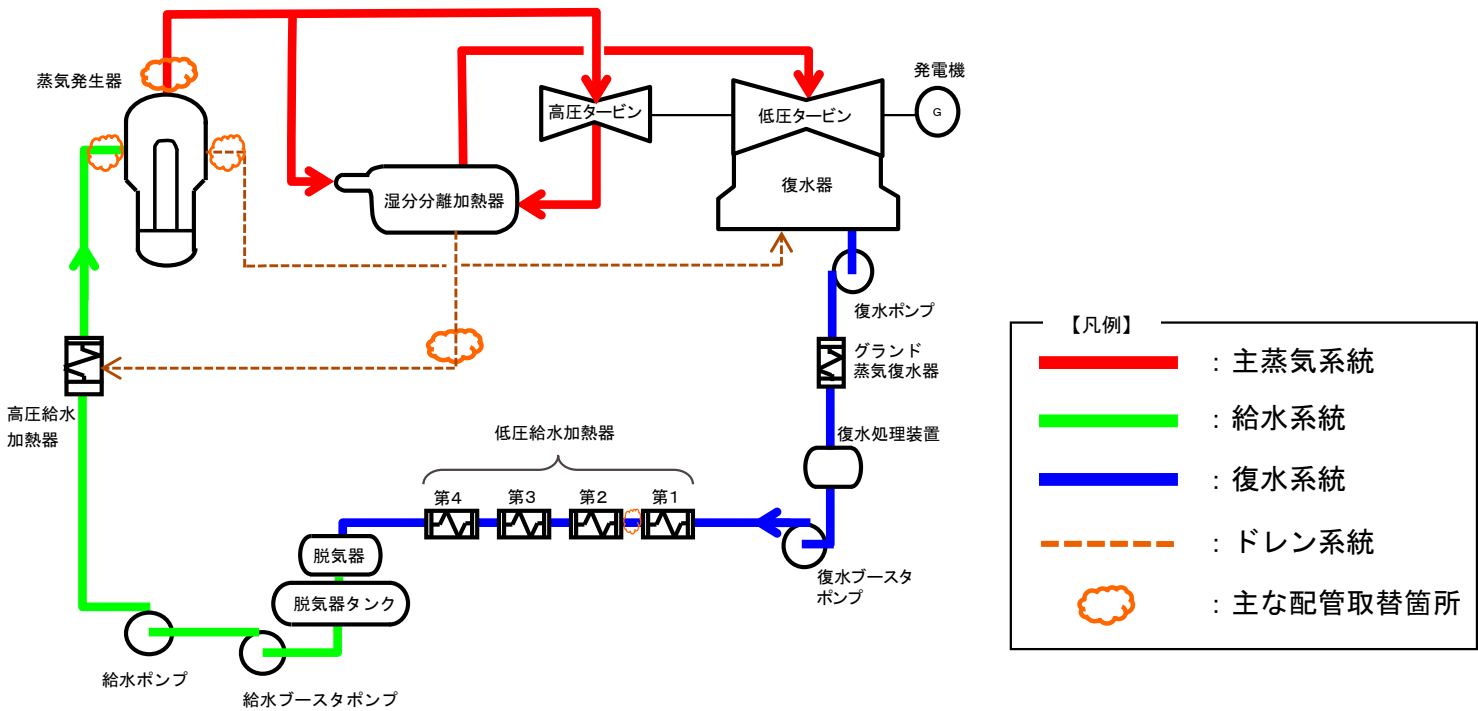 蒸気発生器
高圧タービン
低圧タービン
発電機
G
復水器
湿分分離加熱器
復水ポンプ
グランド
蒸気復水器
復水処理装置
復水ブースタ
ポンプ
低圧給水加熱器
第4
第3
第2
第1
脱気器
脱気器タンク
高圧給水
加熱器
給水ポンプ
給水ブースタポンプ
【凡例】
：主蒸気系統
：給水系統
：復水系統
：ドレン系統
：主な配管取替箇所